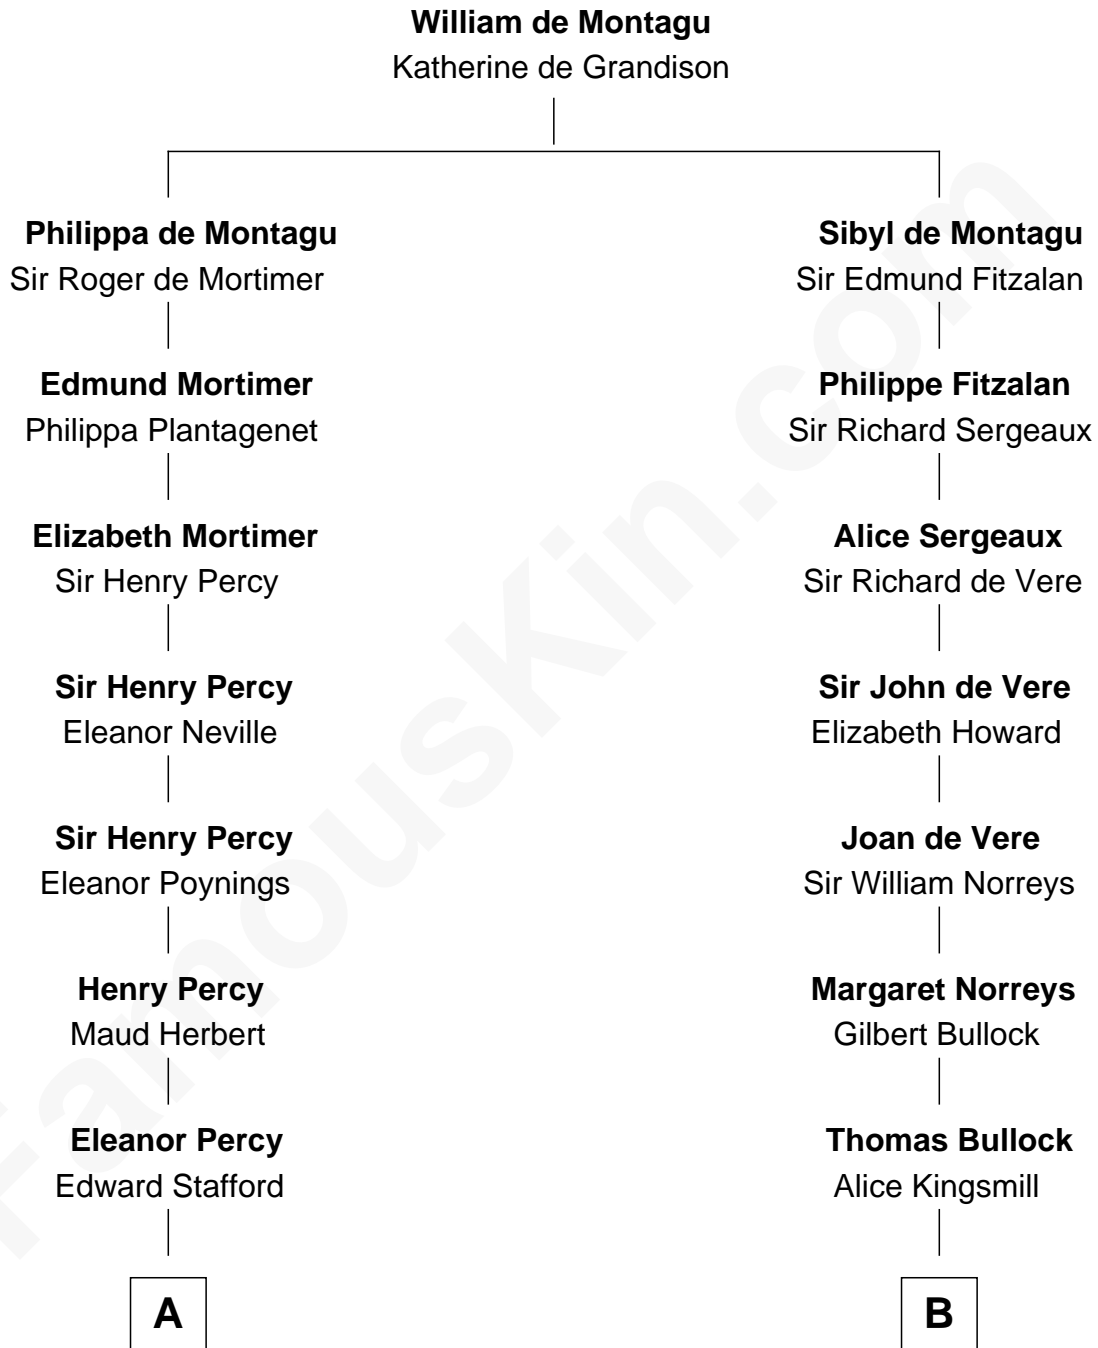 William de Montagu
Katherine de Grandison
Philippa de Montagu
Sir Roger de Mortimer
Sibyl de Montagu
Sir Edmund Fitzalan
Edmund Mortimer
Philippa Plantagenet
Philippe Fitzalan
Sir Richard Sergeaux
Elizabeth Mortimer
Sir Henry Percy
Alice Sergeaux
Sir Richard de Vere
Sir Henry Percy
Eleanor Neville
Sir John de Vere
Elizabeth Howard
Sir Henry Percy
Eleanor Poynings
Joan de Vere
Sir William Norreys
Henry Percy
Maud Herbert
Margaret Norreys
Gilbert Bullock
Eleanor Percy
Edward Stafford
Thomas Bullock
Alice Kingsmill
A
B
FamousKin.com